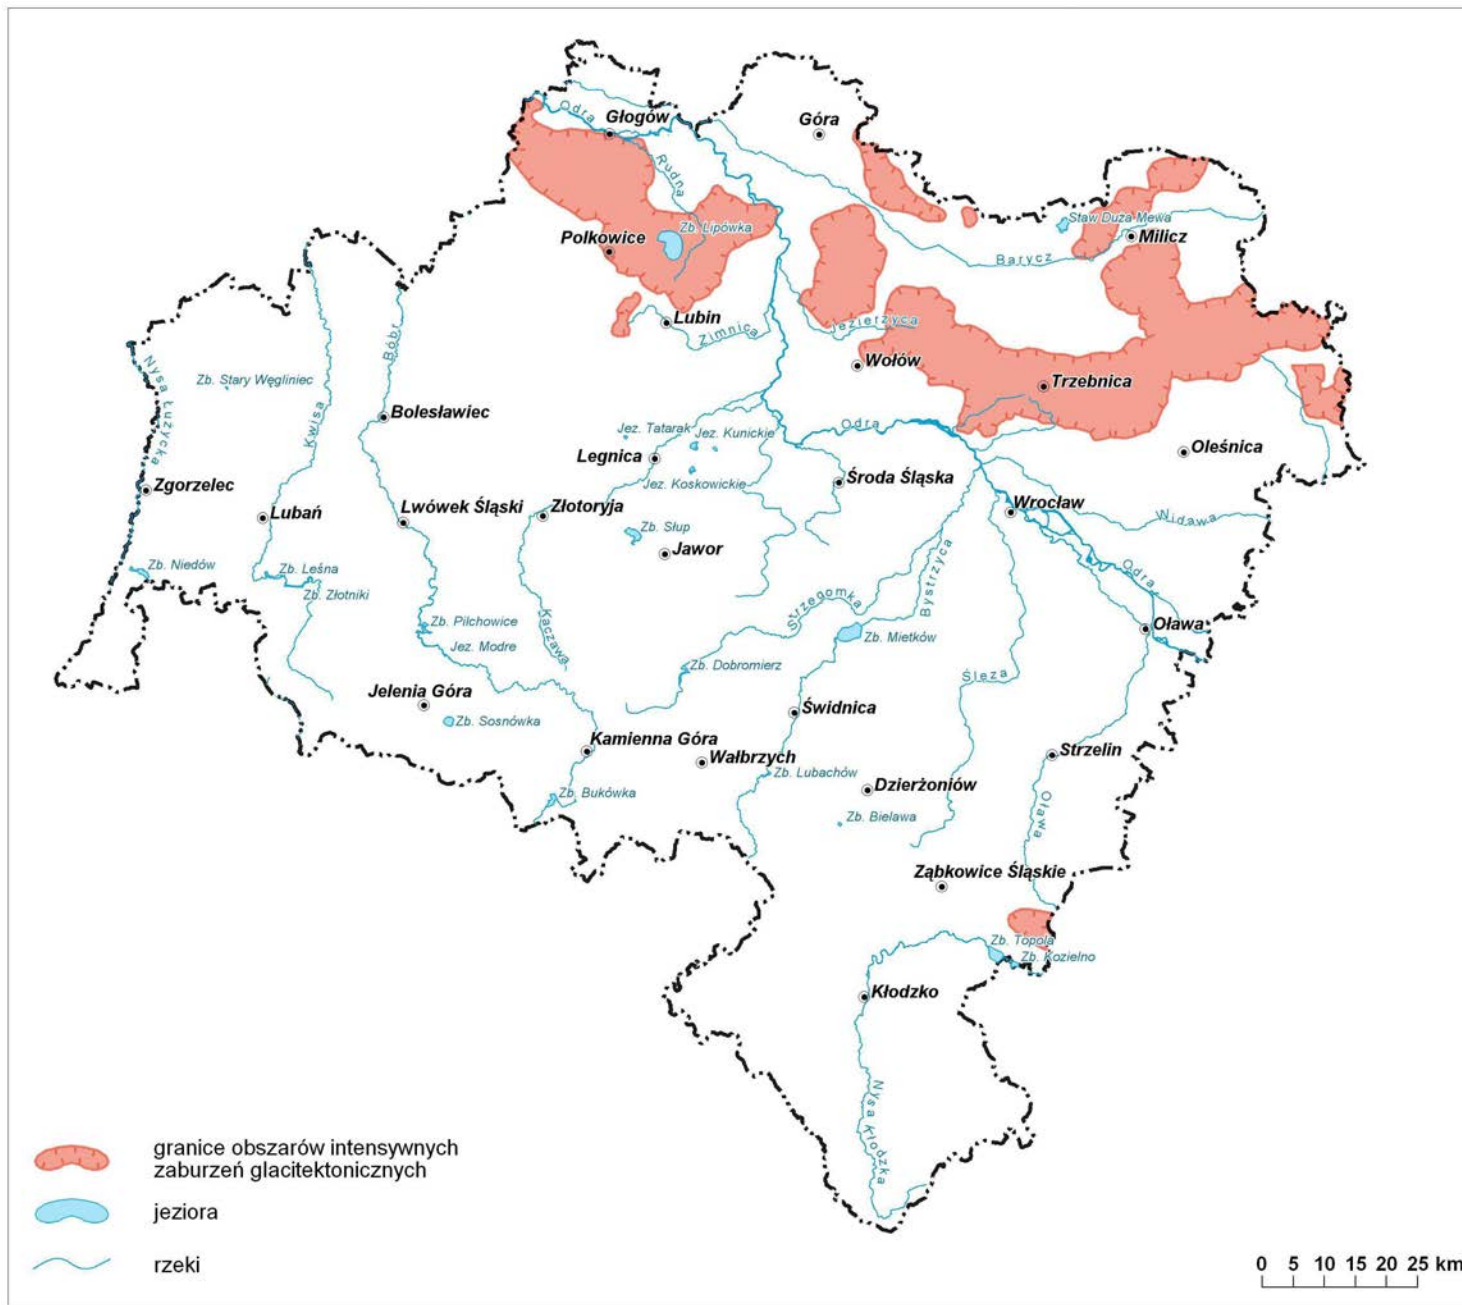 Odra
Głogów
Góra
Rudna
Staw Duża Mewa
Zb. Lipówka
Polkowice
Milicz
Barycz
Lubin
Zimnica
Jezierzyca
Bóbr
Wołów
Nysa Łużycka
Zb. Stary Węgliniec
Trzebnica
Kwisa
Bolesławiec
Odra
Jez. Tatarak
Jez. Kunickie
Legnica
Oleśnica
Jez. Koskowickie
Środa Śląska
Zgorzelec
Lubań
Lwówek Śląski
Złotoryja
Wrocław
Widawa
Zb. Słup
Jawor
Zb. Niedów
Zb. Leśna
Zb. Złotniki
Bystrzyca
Odra
Strzegomka
Zb. Pilchowice
Kaczawa
Zb. Mietków
Oława
Jez. Modre
Zb. Dobromierz
Ślęza
Jelenia Góra
Zb. Sosnówka
Świdnica
Kamienna Góra
Wałbrzych
Strzelin
Zb. Lubachów
Dzierżoniów
Zb. Bukówka
Zb. Bielawa
Oława
Ząbkowice Śląskie
Zb. Topola
Zb. Kozielno
Kłodzko
Nysa Kłodzka
granice obszarów intensywnych
zaburzeń glacitektonicznych
jeziora
rzeki
0 5 10 15 20 25 km